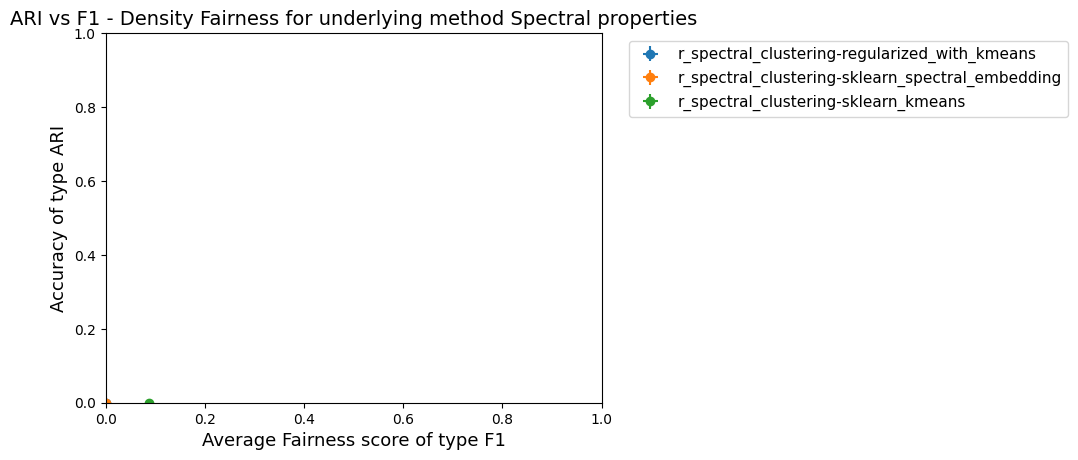 ARI vs F1 - Density Fairness for underlying method Spectral properties
r_spectral_clustering-regularized_with_kmeans
r_spectral_clustering-sklearn_spectral_embedding
r_spectral_clustering-sklearn_kmeans
Accuracy of type ARI
1.0
0.8
0.6
0.4
0.2
0.0
0.0 0.2 0.4 0.6 0.8 1.0
Average Fairness score of type F1